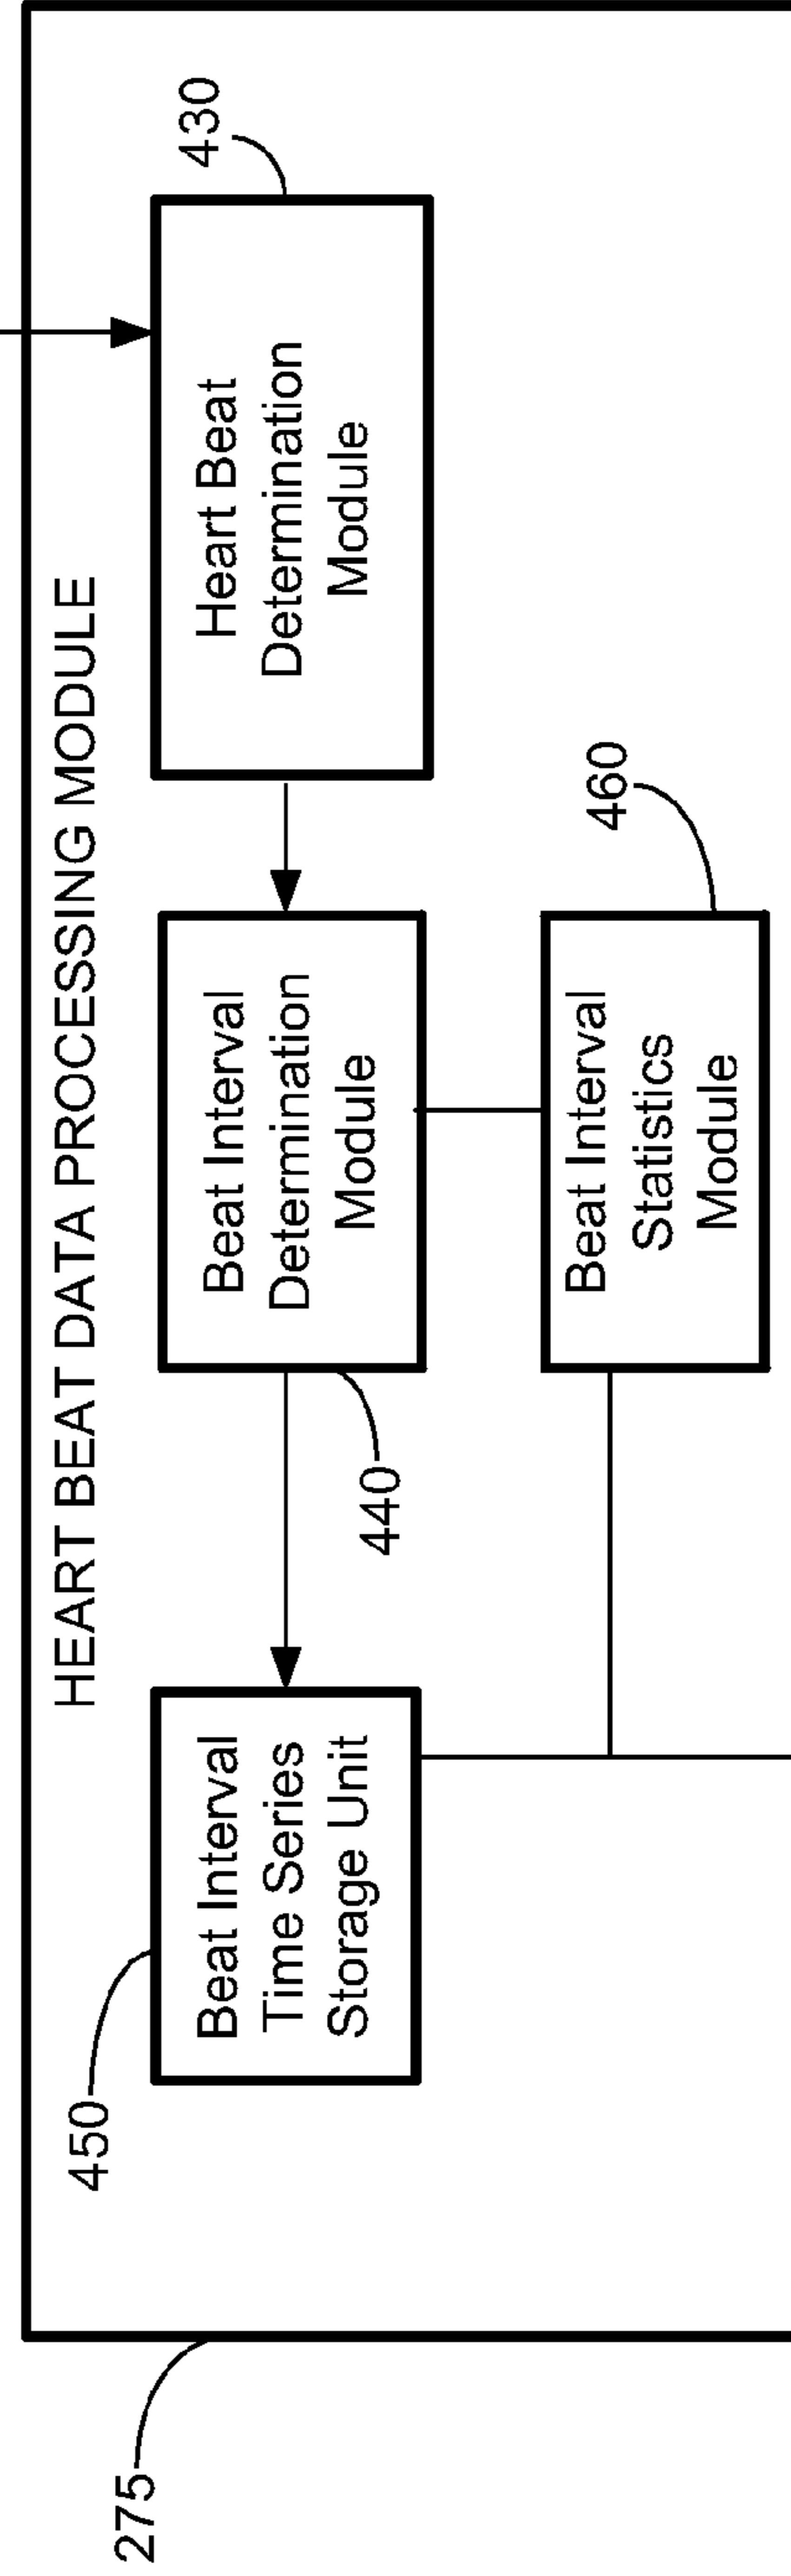 HEART BEAT DATA PROCESSING MODULE
275
450
Beat Interval
Time Series
Storage Unit
440
Beat Interval
Determination
Module
Heart Beat
Determination
Module
430
Beat Interval
Statistics
Module
460